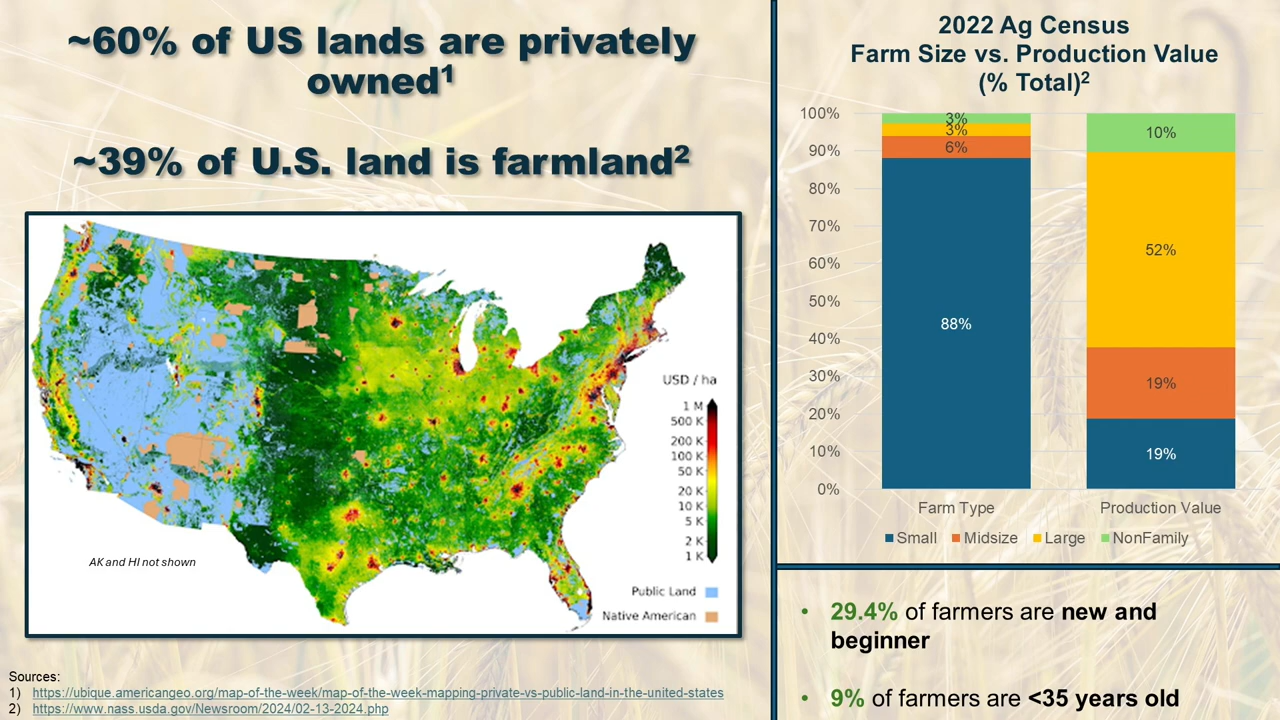 ~60% of US lands are privately
owned1
~39% of U.S. land is farmland2
USD / ha
1 M
500 K
200 K
100 K
50 K
20 K
10 K
5 K
2 K
1 K
AK and HI not shown
Public Land
Native American
Sources:
1) https://ubique.americangeo.org/map-of-the-week/map-of-the-week-mapping-private-vs-public-land-in-the-united-states
2) https://www.nass.usda.gov/Newsroom/2024/02-13-2024.php
2022 Ag Census
Farm Size vs. Production Value
(% Total)2
100%
90%
80%
70%
60%
50%
40%
30%
20%
10%
0%
3%
3%
6%
88%
10%
52%
19%
19%
Farm Type
Production Value
Small Midsize Large NonFamily
• 29.4% of farmers are new and
beginner
• 9% of farmers are <35 years old